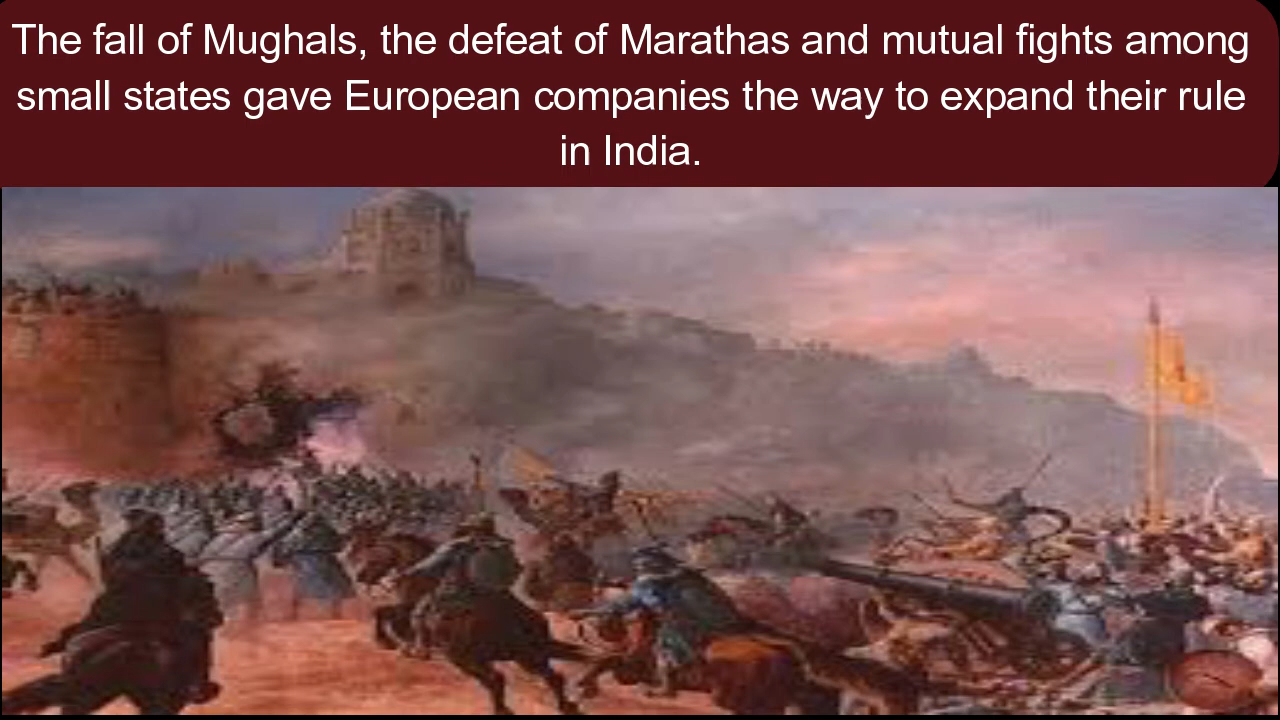 The fall of Mughals, the defeat of Marathas and mutual fights among
small states gave European companies the way to expand their rule
in India.